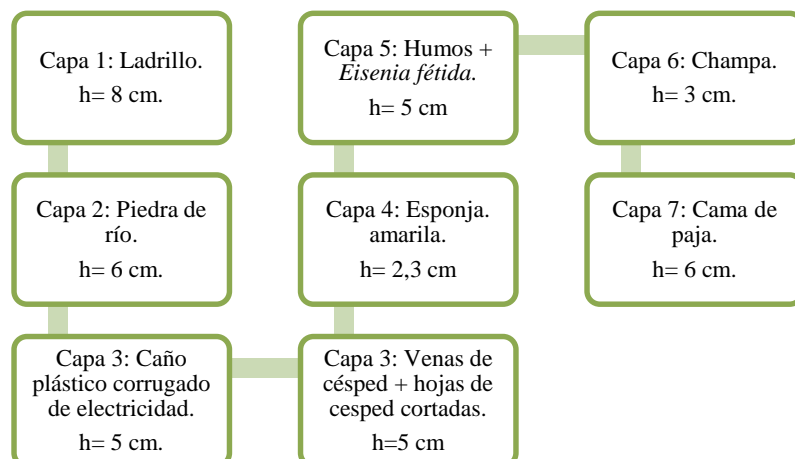 Capa 1: Ladrillo.
h= 8 cm.
Capa 2: Piedra de
río.
h= 6 cm.
Capa 3: Caño
plástico corrugado
de electricidad.
h= 5 cm.
Capa 3: Venas de
césped + hojas de
cesped cortadas.
h=5 cm
Capa 4: Esponja.
amarila.
h= 2,3 cm
Capa 5: Humos +
Eisenia fétida.
h= 5 cm
Capa 6: Champa.
h= 3 cm.
Capa 7: Cama de
paja.
h= 6 cm.